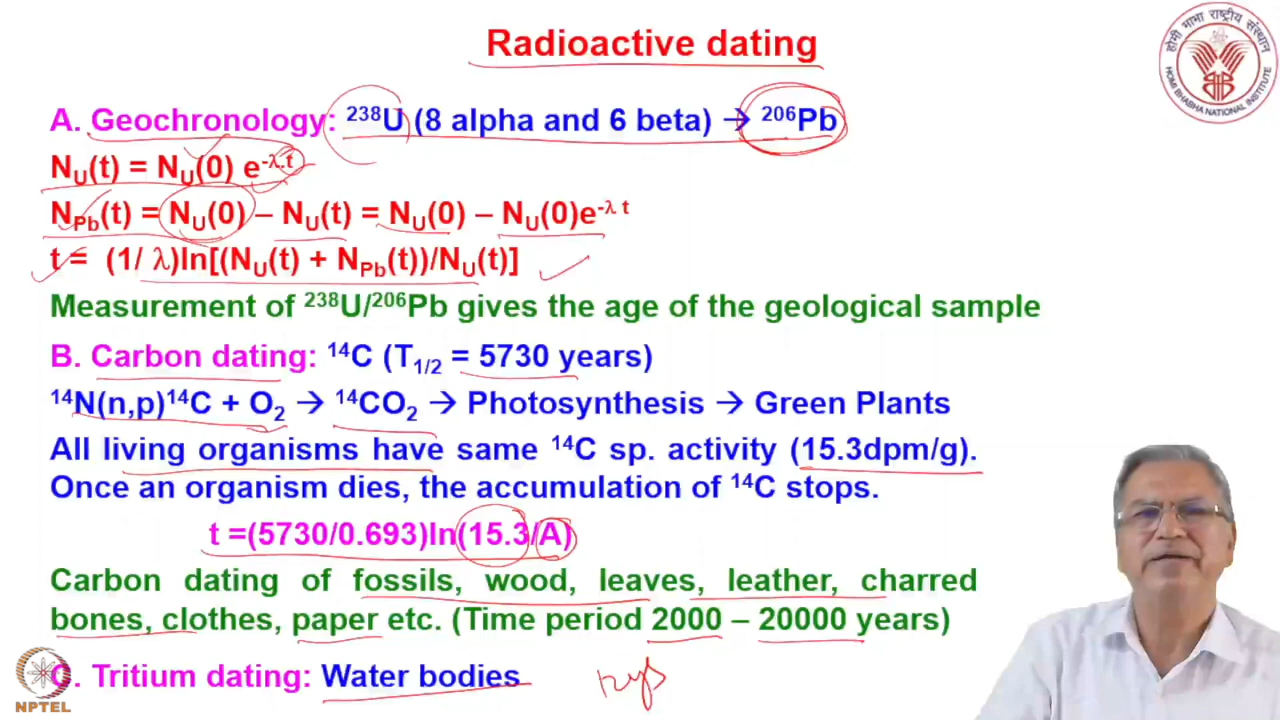 Radioactive dating
होमी भाभा राष्ट्रीय संस्थान
HOMI BHABHA NATIONAL INSTITUTE
A. Geochronology: ²³⁸U (8 alpha and 6 beta) → ²⁰⁶Pb
N_U(t) = N_U(0) e^-λ.t
N_Pb(t) = N_U(0) – N_U(t) = N_U(0) – N_U(0)e^-λ t
t = (1/ λ)ln[(N_U(t) + N_Pb(t))/N_U(t)]
Measurement of ²³⁸U/²⁰⁶Pb gives the age of the geological sample
B. Carbon dating: ¹⁴C (T_1/2 = 5730 years)
¹⁴N(n,p)¹⁴C + O₂ → ¹⁴CO₂ → Photosynthesis → Green Plants
All living organisms have same ¹⁴C sp. activity (15.3dpm/g).
Once an organism dies, the accumulation of ¹⁴C stops.
t =(5730/0.693)ln(15.3/A)
Carbon dating of fossils, wood, leaves, leather, charred
bones, clothes, paper etc. (Time period 2000 – 20000 years)
C. Tritium dating: Water bodies
NPTEL